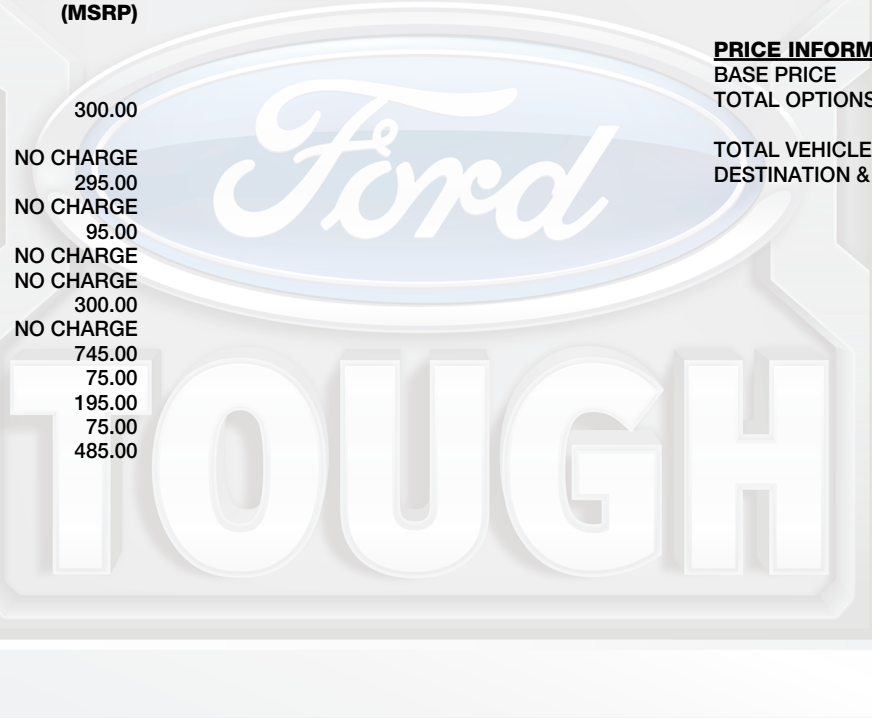 (MSRP)
300.00
NO CHARGE
295.00
NO CHARGE
95.00
NO CHARGE
NO CHARGE
300.00
NO CHARGE
745.00
75.00
195.00
75.00
485.00
PRICE INFORM
BASE PRICE
TOTAL OPTIONS
TOTAL VEHICLE
DESTINATION &
Ford
TOUGH